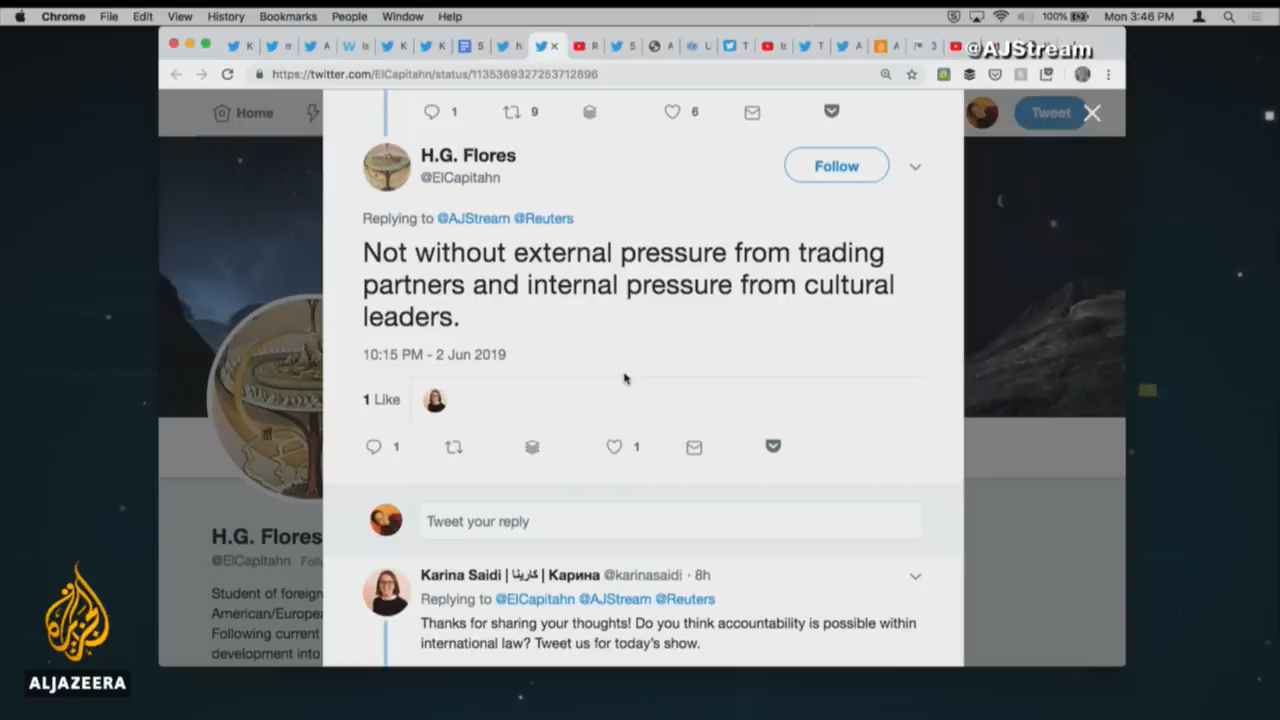 Chrome File Edit View History Bookmarks People Window Help 100% Mon 3:46 PM
@AJStream
https://twitter.com/ElCapitahn/status/1135369327253712896
Home Tweet
1 9 6
H.G. Flores
@ElCapitahn
Follow
Replying to @AJStream @Reuters
Not without external pressure from trading
partners and internal pressure from cultural
leaders.
10:15 PM - 2 Jun 2019
1 Like
1 1
Tweet your reply
H.G. Flores
@ElCapitahn
Student of foreign
American/Europe
Following current
development into
Karina Saidi | كارينا | Карина @karinasaidi · 8h
Replying to @ElCapitahn @AJStream @Reuters
Thanks for sharing your thoughts! Do you think accountability is possible within
international law? Tweet us for today's show.
الجزيرة
ALJAZEERA